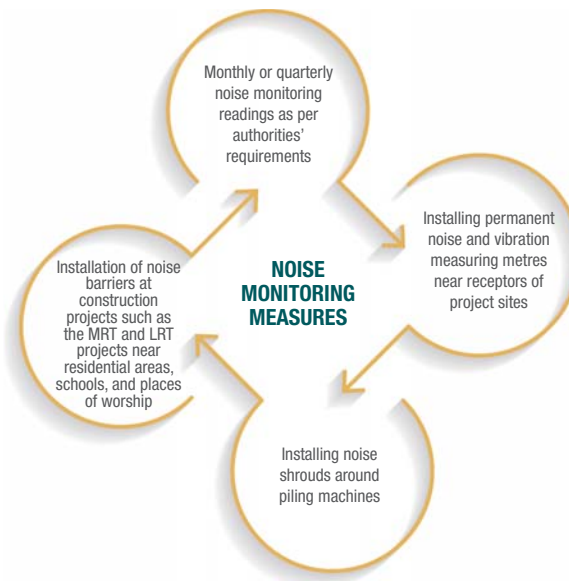 Monthly or quarterly
noise monitoring
readings as per
authorities'
requirements
Installing permanent
noise and vibration
measuring metres
near receptors of
project sites
NOISE
MONITORING
MEASURES
Installation of noise
barriers at
construction
projects such as
the MRT and LRT
projects near
residential areas,
schools, and places
of worship
Installing noise
shrouds around
piling machines